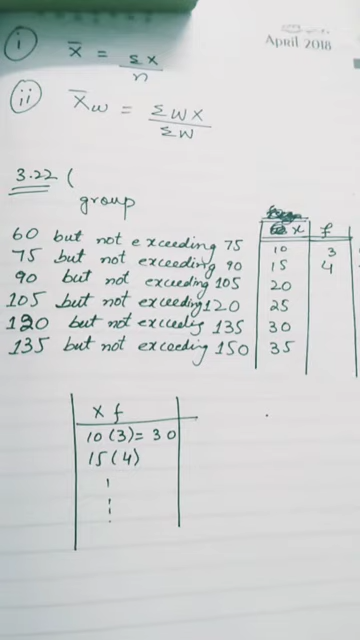 April 2018
i x̄ = Σx/n
ii x̄w = Σwx/Σw
3.22 (
group
x f
60 but not exceeding 75 10 3
75 but not exceeding 90 15 4
90 but not exceeding 105 20
105 but not exceeding 120 25
120 but not exceedig 135 30
135 but not exceeding 150 35
x f
10 (3) = 30
15 (4)